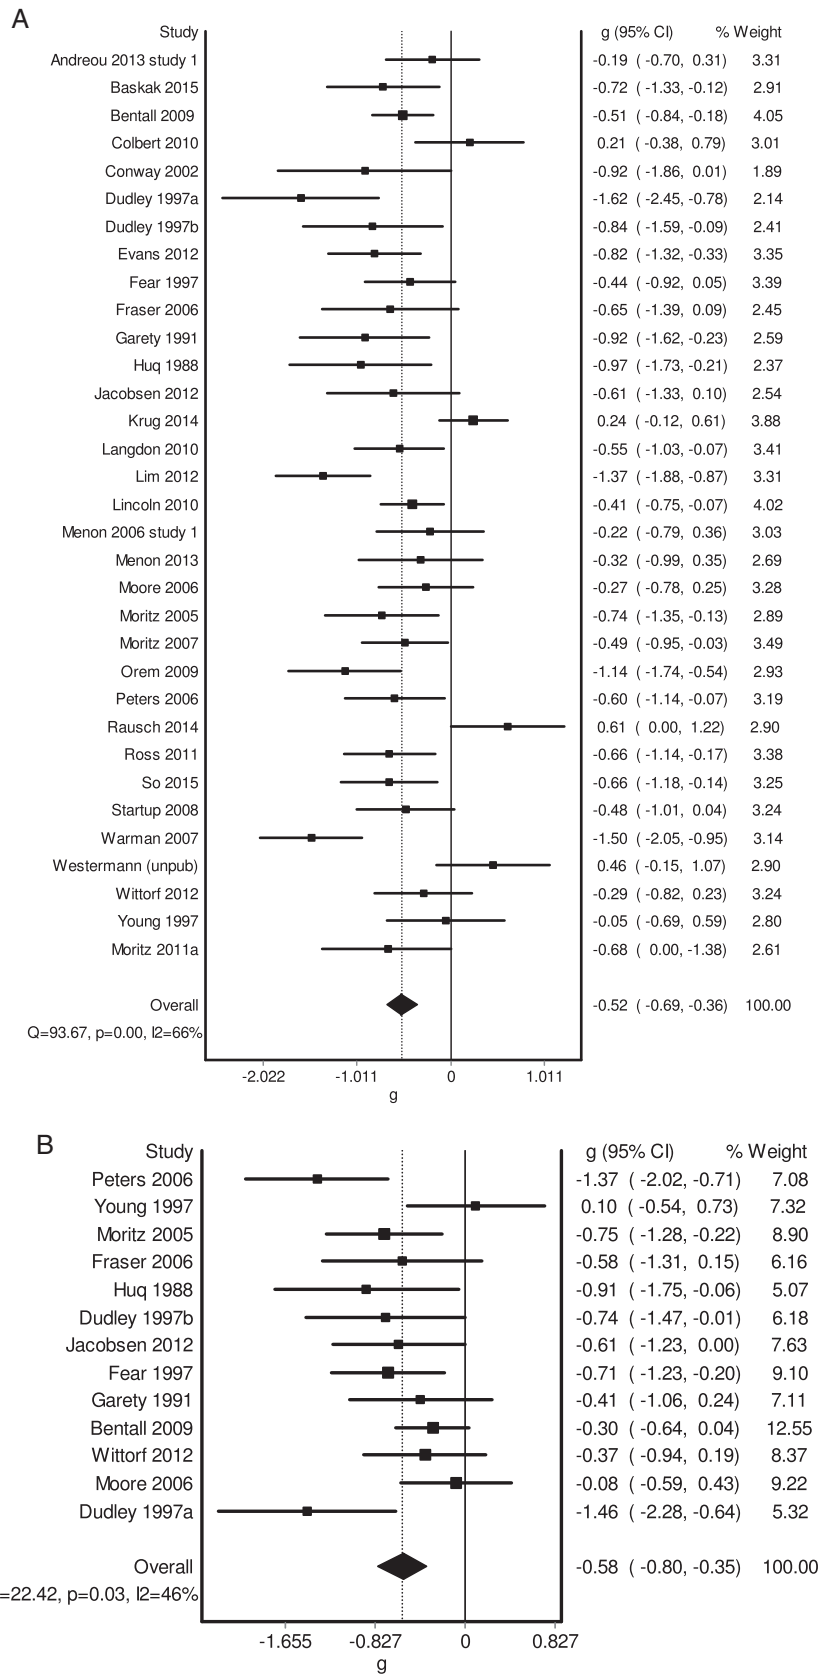 A
Study g (95% CI) % Weight
Andreou 2013 study 1 -0.19 ( -0.70, 0.31) 3.31
Baskak 2015 -0.72 ( -1.33, -0.12) 2.91
Bentall 2009 -0.51 ( -0.84, -0.18) 4.05
Colbert 2010 0.21 ( -0.38, 0.79) 3.01
Conway 2002 -0.92 ( -1.86, 0.01) 1.89
Dudley 1997a -1.62 ( -2.45, -0.78) 2.14
Dudley 1997b -0.84 ( -1.59, -0.09) 2.41
Evans 2012 -0.82 ( -1.32, -0.33) 3.35
Fear 1997 -0.44 ( -0.92, 0.05) 3.39
Fraser 2006 -0.65 ( -1.39, 0.09) 2.45
Garety 1991 -0.92 ( -1.62, -0.23) 2.59
Huq 1988 -0.97 ( -1.73, -0.21) 2.37
Jacobsen 2012 -0.61 ( -1.33, 0.10) 2.54
Krug 2014 0.24 ( -0.12, 0.61) 3.88
Langdon 2010 -0.55 ( -1.03, -0.07) 3.41
Lim 2012 -1.37 ( -1.88, -0.87) 3.31
Lincoln 2010 -0.41 ( -0.75, -0.07) 4.02
Menon 2006 study 1 -0.22 ( -0.79, 0.36) 3.03
Menon 2013 -0.32 ( -0.99, 0.35) 2.69
Moore 2006 -0.27 ( -0.78, 0.25) 3.28
Moritz 2005 -0.74 ( -1.35, -0.13) 2.89
Moritz 2007 -0.49 ( -0.95, -0.03) 3.49
Orem 2009 -1.14 ( -1.74, -0.54) 2.93
Peters 2006 -0.60 ( -1.14, -0.07) 3.19
Rausch 2014 0.61 ( 0.00, 1.22) 2.90
Ross 2011 -0.66 ( -1.14, -0.17) 3.38
So 2015 -0.66 ( -1.18, -0.14) 3.25
Startup 2008 -0.48 ( -1.01, 0.04) 3.24
Warman 2007 -1.50 ( -2.05, -0.95) 3.14
Westermann (unpub) 0.46 ( -0.15, 1.07) 2.90
Wittorf 2012 -0.29 ( -0.82, 0.23) 3.24
Young 1997 -0.05 ( -0.69, 0.59) 2.80
Moritz 2011a -0.68 ( 0.00, -1.38) 2.61
Overall -0.52 ( -0.69, -0.36) 100.00
Q=93.67, p=0.00, I2=66%
-2.022 -1.011 0 1.011
g
B
Study g (95% CI) % Weight
Peters 2006 -1.37 ( -2.02, -0.71) 7.08
Young 1997 0.10 ( -0.54, 0.73) 7.32
Moritz 2005 -0.75 ( -1.28, -0.22) 8.90
Fraser 2006 -0.58 ( -1.31, 0.15) 6.16
Huq 1988 -0.91 ( -1.75, -0.06) 5.07
Dudley 1997b -0.74 ( -1.47, -0.01) 6.18
Jacobsen 2012 -0.61 ( -1.23, 0.00) 7.63
Fear 1997 -0.71 ( -1.23, -0.20) 9.10
Garety 1991 -0.41 ( -1.06, 0.24) 7.11
Bentall 2009 -0.30 ( -0.64, 0.04) 12.55
Wittorf 2012 -0.37 ( -0.94, 0.19) 8.37
Moore 2006 -0.08 ( -0.59, 0.43) 9.22
Dudley 1997a -1.46 ( -2.28, -0.64) 5.32
Overall -0.58 ( -0.80, -0.35) 100.00
=22.42, p=0.03, I2=46%
-1.655 -0.827 0 0.827
g